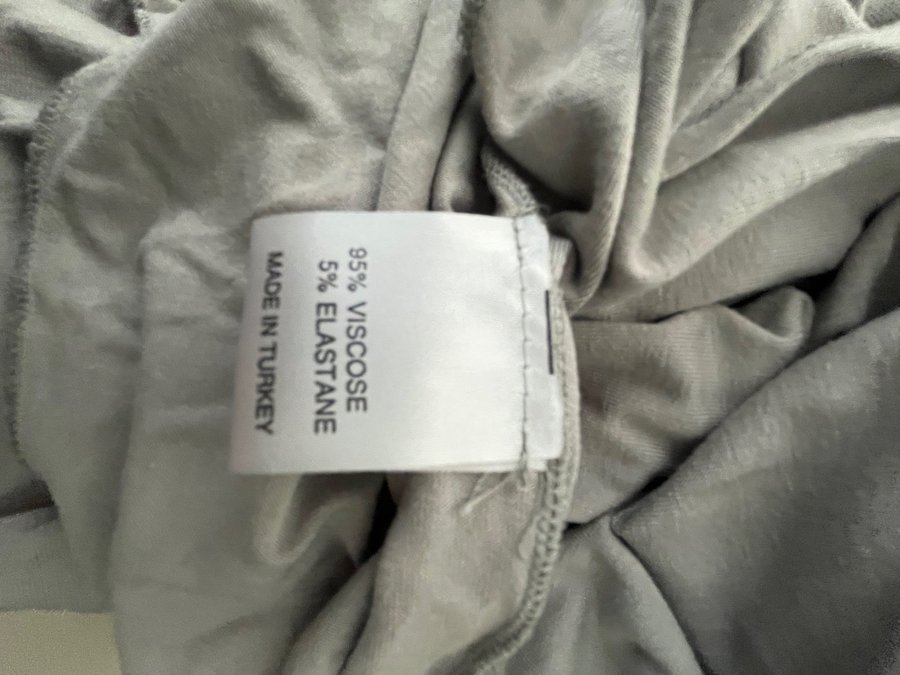 95% VISCOSE
5% ELASTANE
MADE IN TURKEY